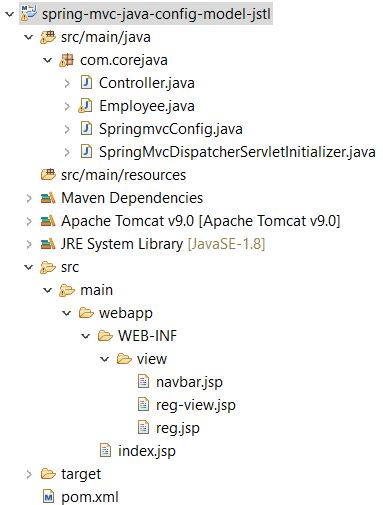 spring-mvc-java-config-model-jstl
src/main/java
com.corejava
Controller.java
Employee.java
SpringmvcConfig.java
SpringMvcDispatcherServletInitializer.java
src/main/resources
Maven Dependencies
Apache Tomcat v9.0 [Apache Tomcat v9.0]
JRE System Library [JavaSE-1.8]
src
main
webapp
WEB-INF
view
navbar.jsp
reg-view.jsp
reg.jsp
index.jsp
target
pom.xml